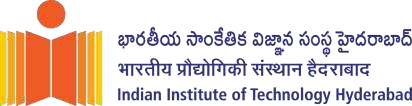 భారతీయ సాంకేతిక విజ్ఞాన సంస్థ హైదరాబాద్
भारतीय प्रौद्योगिकी संस्थान हैदराबाद
Indian Institute of Technology Hyderabad